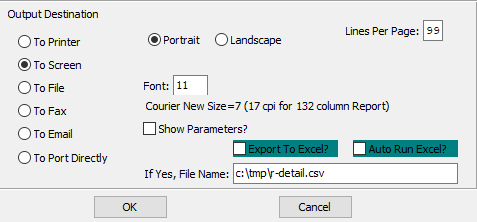 Output Destination
To Printer
To Screen
To File
To Fax
To Email
To Port Directly
Portrait Landscape
Lines Per Page: 99
Font: 11
Courier New Size=7 (17 cpi for 132 column Report)
Show Parameters?
Export To Excel? Auto Run Excel?
If Yes, File Name: c:\tmp\r-detail.csv
OK Cancel